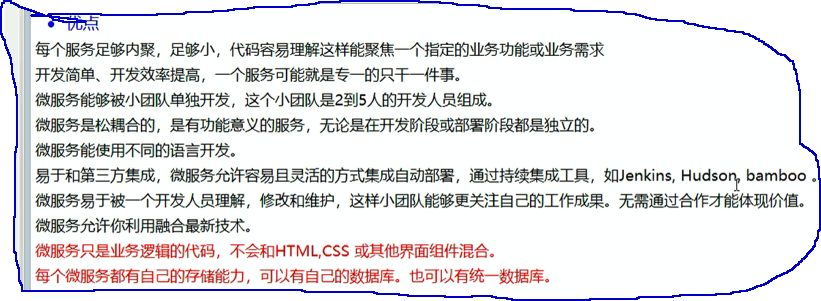 • 优点
每个服务足够内聚，足够小，代码容易理解这样能聚焦一个指定的业务功能或业务需求
开发简单、开发效率提高，一个服务可能就是专一的只干一件事。
微服务能够被小团队单独开发，这个小团队是2到5人的开发人员组成。
微服务是松耦合的，是有功能意义的服务，无论是在开发阶段或部署阶段都是独立的。
微服务能使用不同的语言开发。
易于和第三方集成，微服务允许容易且灵活的方式集成自动部署，通过持续集成工具，如Jenkins, Hudson, bamboo 。
微服务易于被一个开发人员理解，修改和维护，这样小团队能够更关注自己的工作成果。无需通过合作才能体现价值。
微服务允许你利用融合最新技术。
微服务只是业务逻辑的代码，不会和HTML,CSS 或其他界面组件混合。
每个微服务都有自己的存储能力，可以有自己的数据库。也可以有统一数据库。